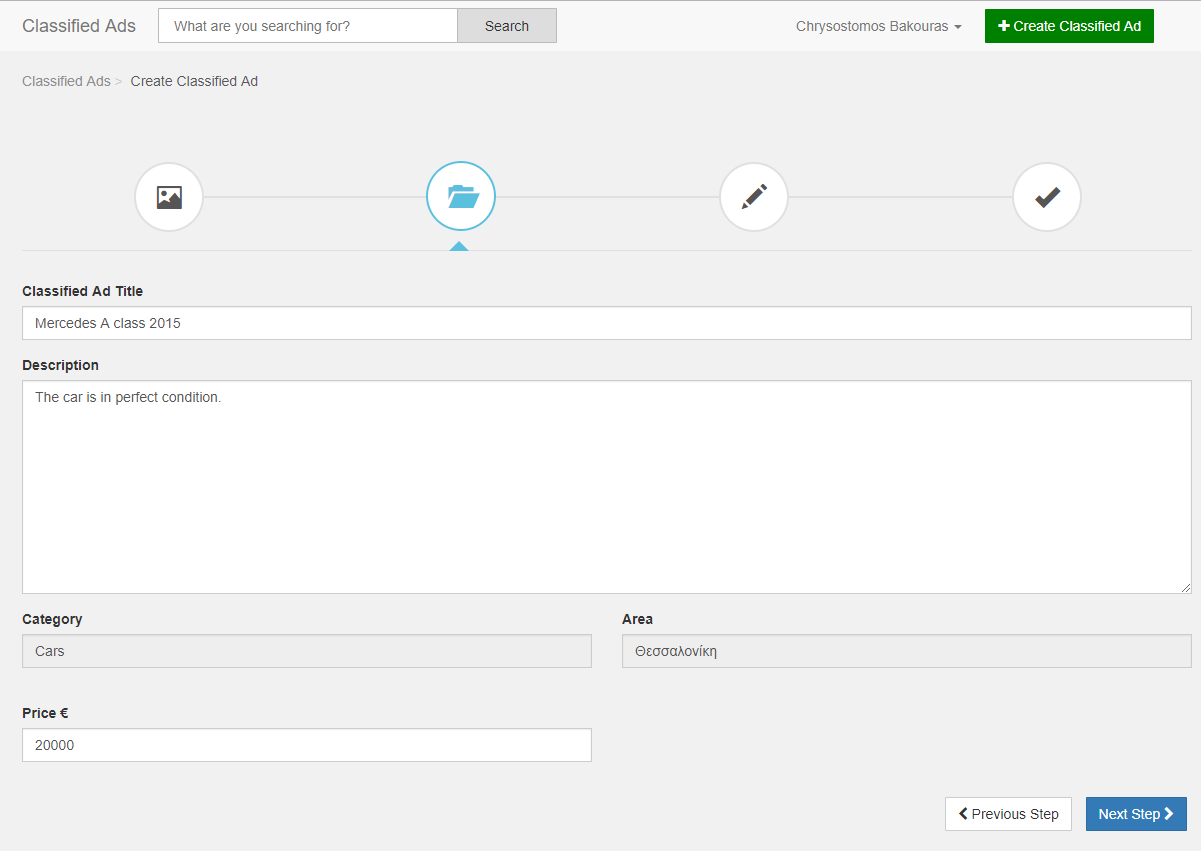 Classified Ads
What are you searching for?
Search
Chrysostomos Bakouras
Create Classified Ad
Classified Ads > Create Classified Ad
Classified Ad Title
Mercedes A class 2015
Description
The car is in perfect condition.
Category
Area
Cars
Θεσσαλονίκη
Price €
20000
Previous Step
Next Step